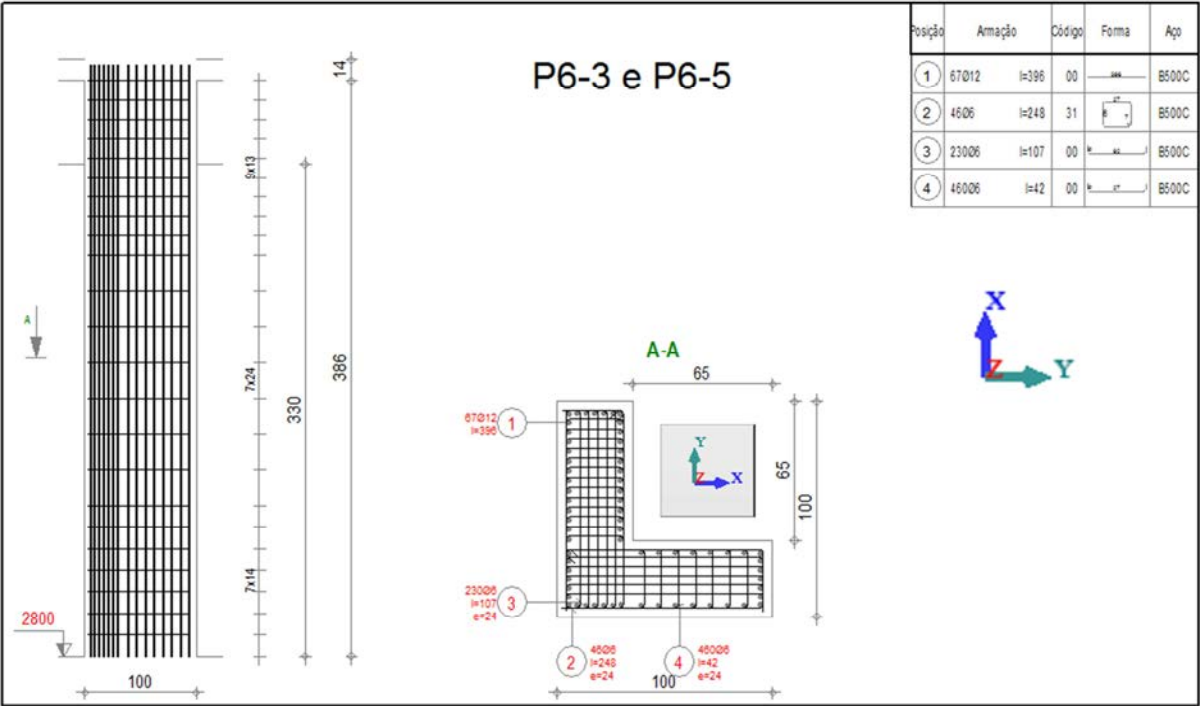 P6-3 e P6-5
Posição Armação Código Forma Aço
1 67Ø12 l=396 00 B500C
2 46Ø6 l=248 31 B500C
3 230Ø6 l=107 00 B500C
4 460Ø6 l=42 00 B500C
14
9x13
7x24
7x14
330
386
A
2800
100
X
Y
Z
A-A
65
67Ø12
l=396
1
Y
Z X
65
100
230Ø6
l=107
e=24
3
2
46Ø6
l=248
e=24
4
460Ø6
l=42
e=24
100